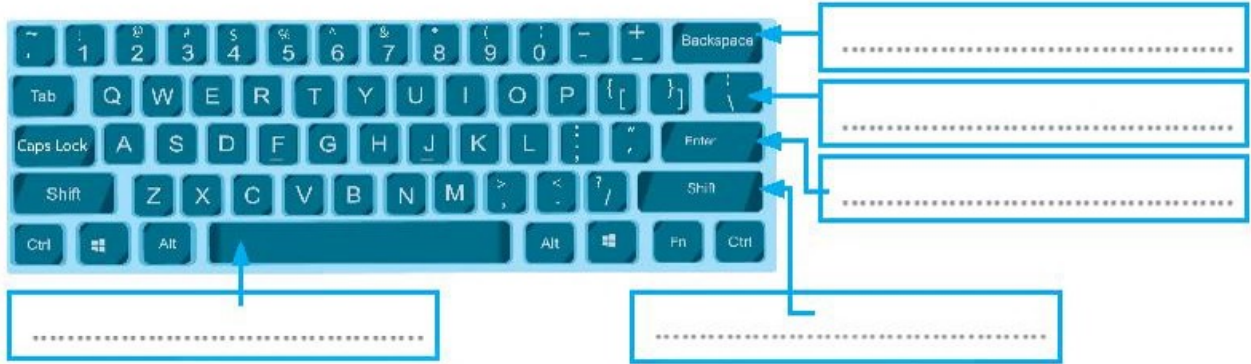 ~ ! @ $ % ^ & * ( - +
1 2 3 4 5 6 7 8 9 0 - _ Backspace
Tab Q W E R T Y U I O P { [ } ] \
Caps Lock A S D F G H J K L : ; " , Enter
Shift Z X C V B N M > , < . ? / Shift
Ctrl Alt Alt Fn Ctrl